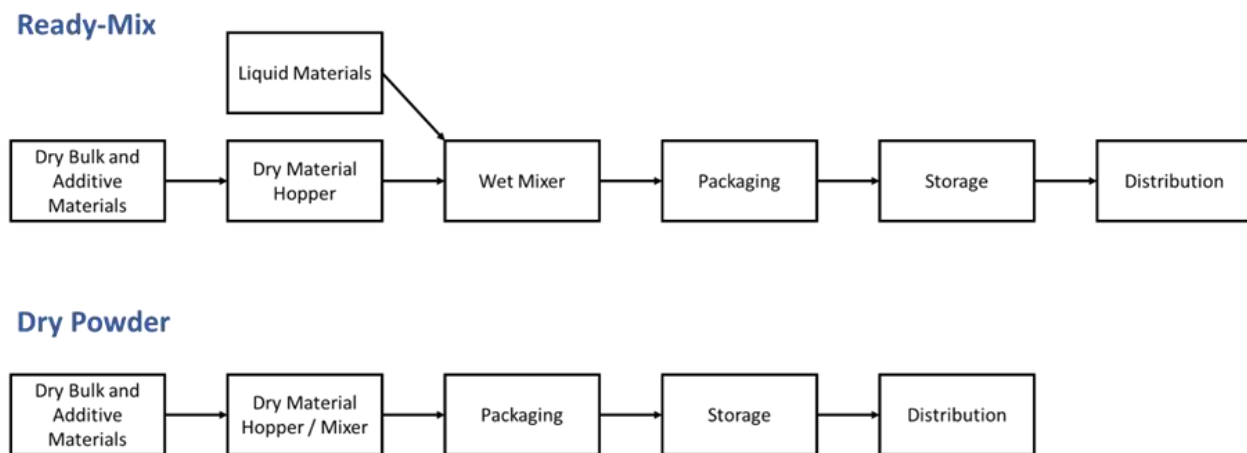 Ready-Mix
Liquid Materials
Dry Bulk and
Additive
Materials
Dry Material
Hopper
Wet Mixer
Packaging
Storage
Distribution
Dry Powder
Dry Bulk and
Additive
Materials
Dry Material
Hopper / Mixer
Packaging
Storage
Distribution